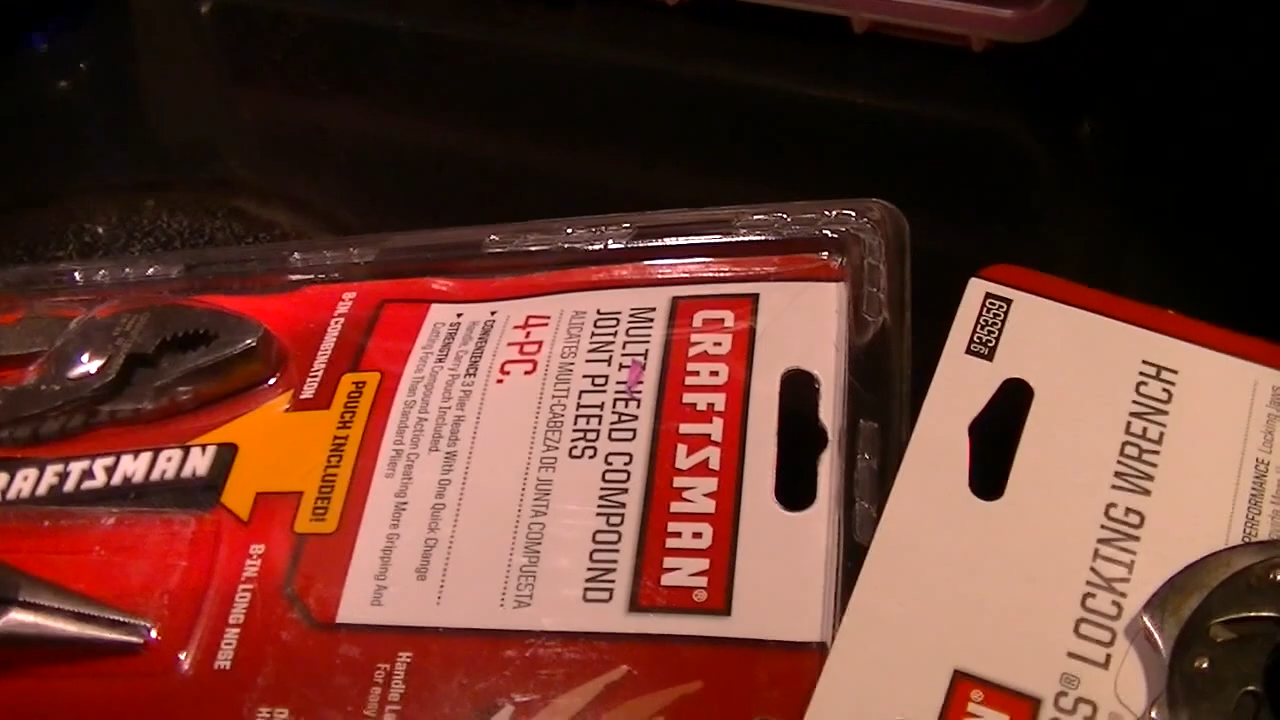 CRAFTSMAN®
MULTI-HEAD COMPOUND
JOINT PLIERS
ALICATES MULTI-CABEZA DE JUNTA COMPUESTA
4-PC.
CONVENIENCE 3 Plier Heads With One Quick Change
Handle. Carry Pouch Included.
STRENGTH Compound Action Creating More Gripping And
Cutting Force Than Standard Pliers
8-IN. COMBINATION
POUCH INCLUDED!
RAFTSMAN
8-IN. LONG NOSE
Handle
For easy
9 35359
S® LOCKING WRENCH
PERFORMANCE Locking Jaws